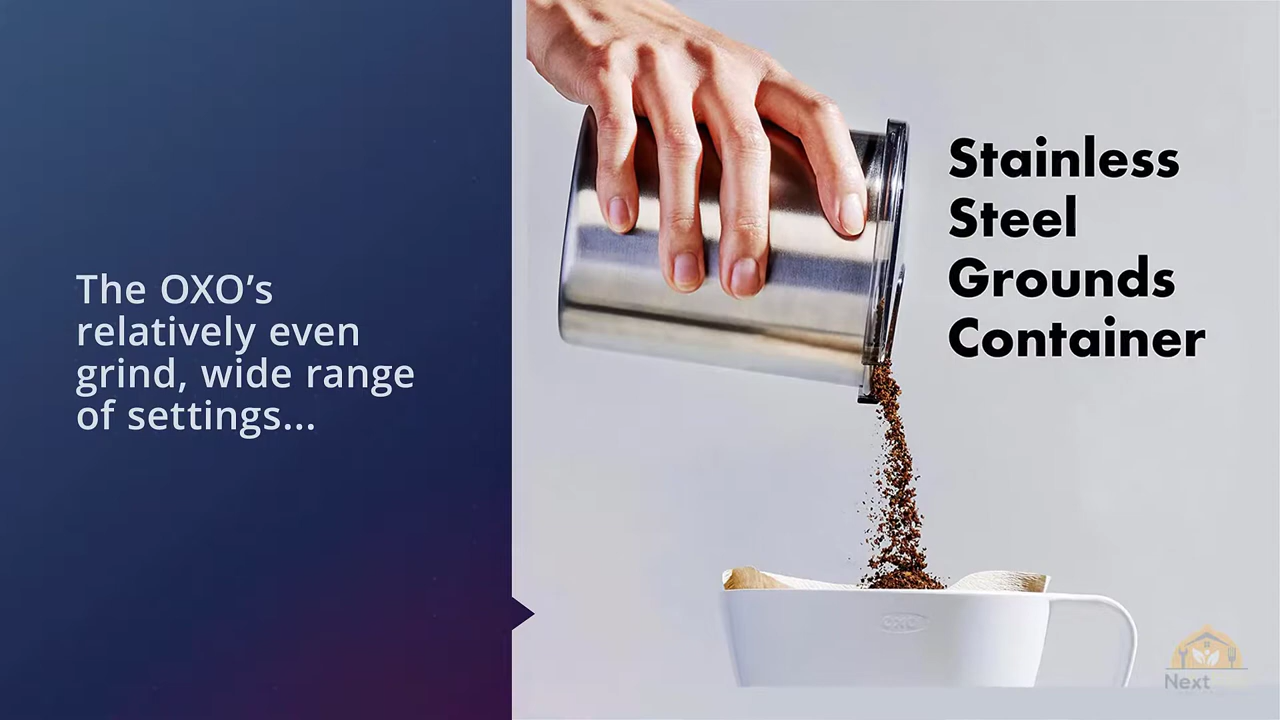 The OXO’s
relatively even
grind, wide range
of settings...
Stainless
Steel
Grounds
Container
OXO
Next